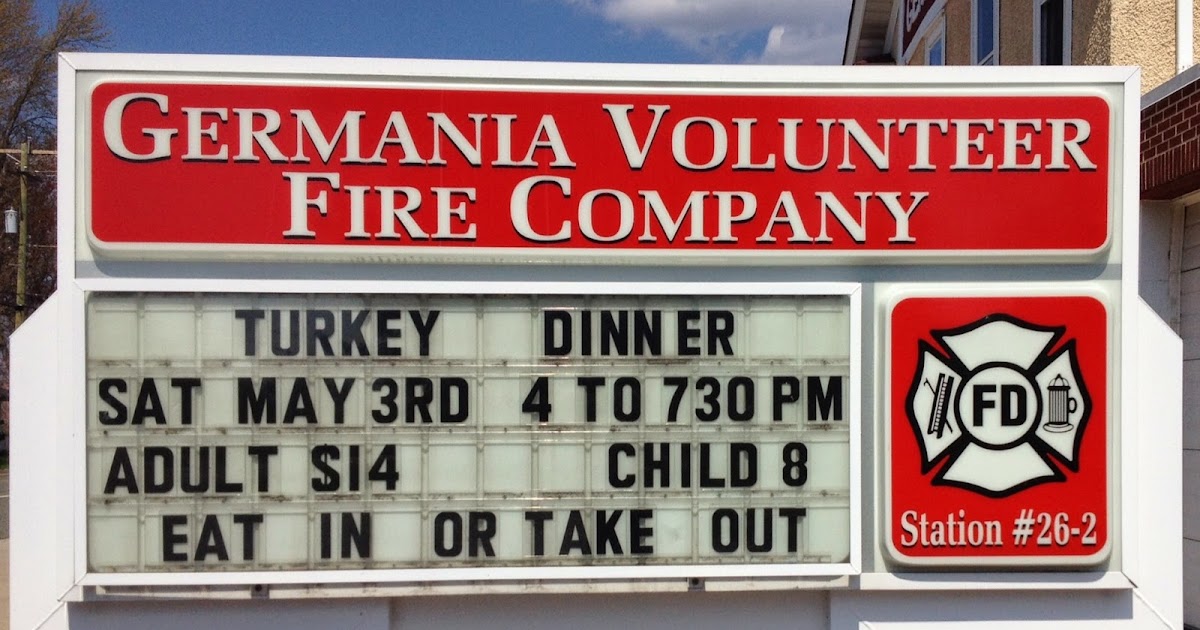 GERMANIA VOLUNTEER
FIRE COMPANY
TURKEY DINNER
SAT MAY 3RD 4 TO 730 PM
ADULT $14 CHILD 8
EAT IN OR TAKE OUT
FD
Station #26-2